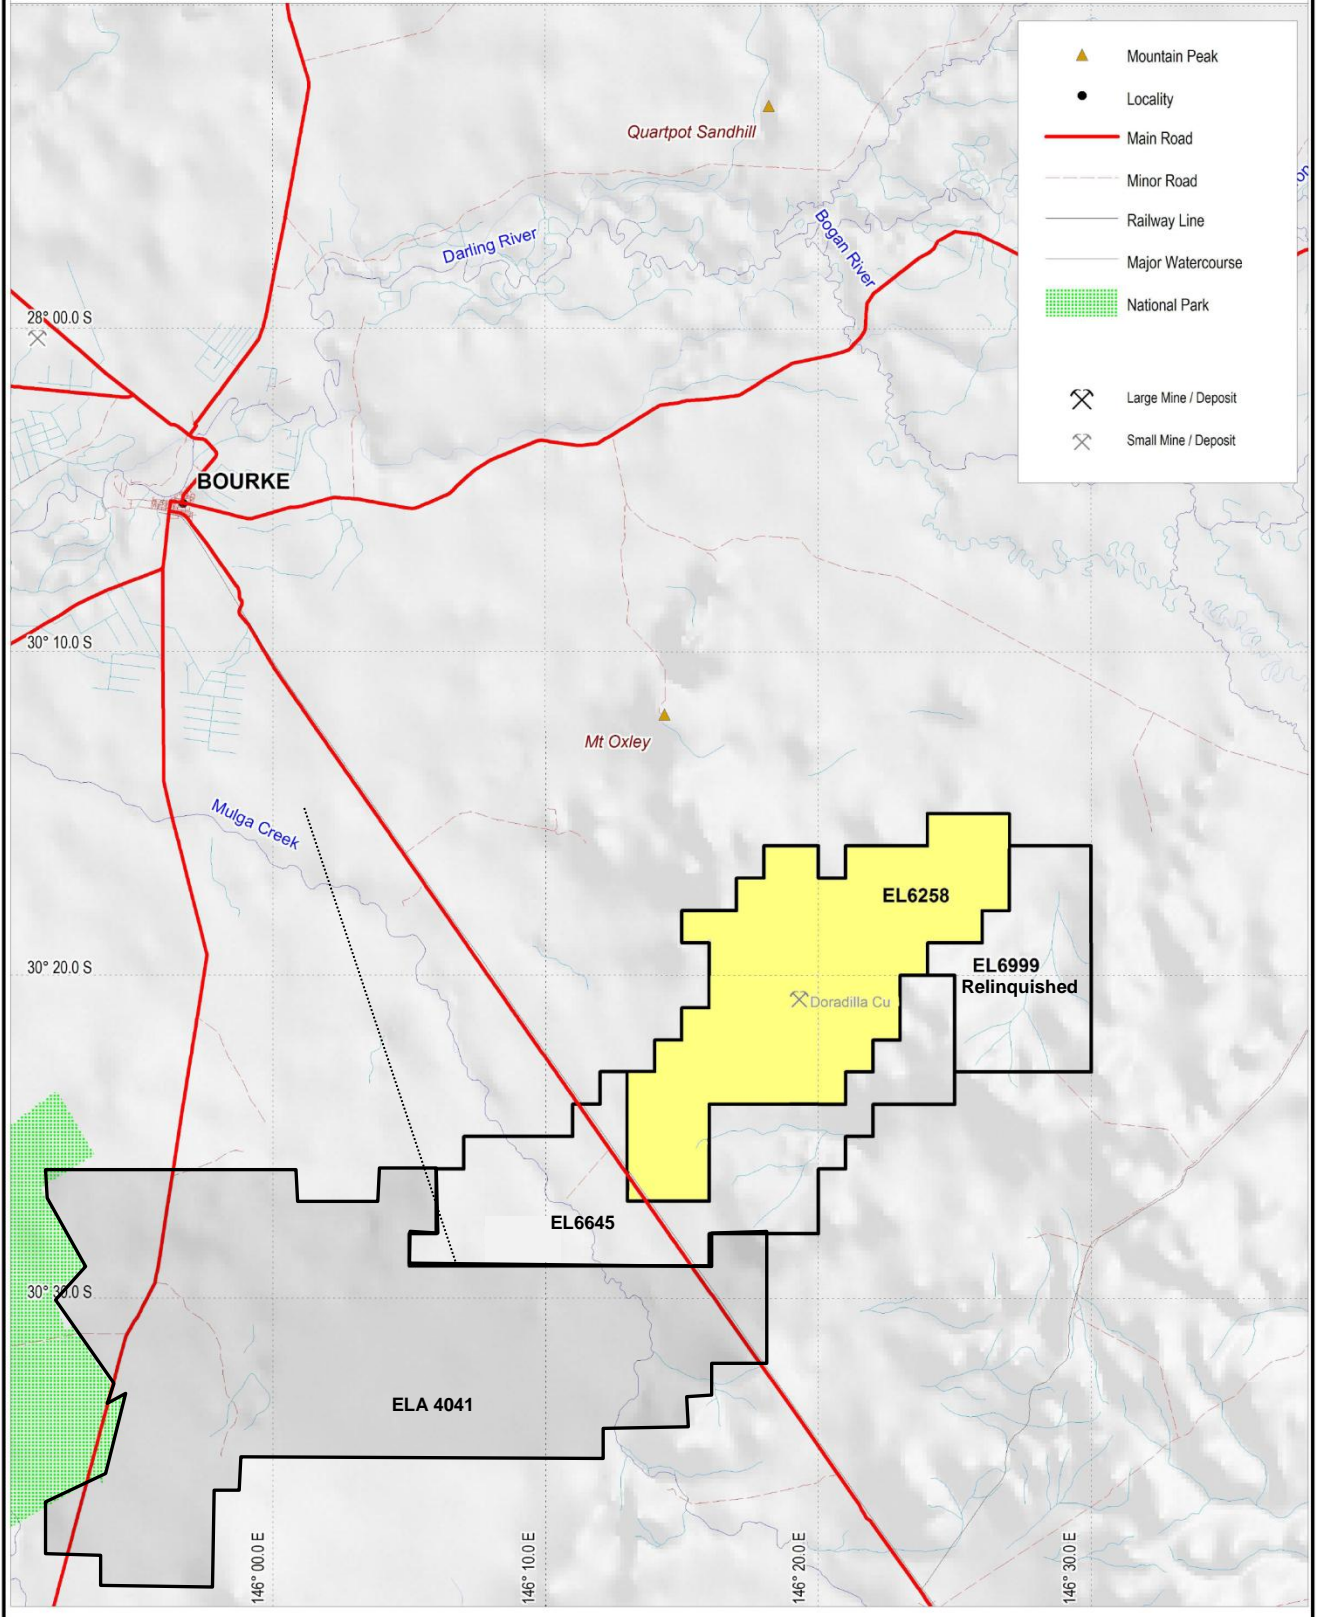 Mountain Peak
Locality
Main Road
Minor Road
Railway Line
Major Watercourse
National Park
Large Mine / Deposit
Small Mine / Deposit
Quartpot Sandhill
Darling River
Bogan River
28° 00.0 S
BOURKE
30° 10.0 S
Mt Oxley
Mulga Creek
EL6258
30° 20.0 S
EL6999
Relinquished
Doradilla Cu
EL6645
30° 30.0 S
ELA 4041
146° 00.0 E
146° 10.0 E
146° 20.0 E
146° 30.0 E